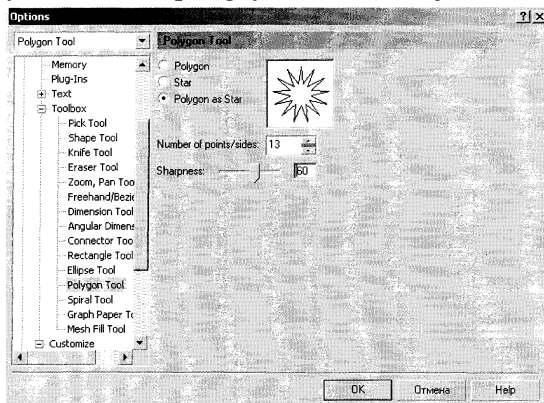 Options
Polygon Tool
Memory
Plug-Ins
Text
Toolbox
Pick Tool
Shape Tool
Knife Tool
Eraser Tool
Zoom, Pan Too
Freehand/Bezie
Dimension Tool
Angular Dimens
Connector Too
Rectangle Tool
Ellipse Tool
Polygon Tool
Spiral Tool
Graph Paper To
Mesh Fill Tool
Customize
Polygon Tool
Polygon
Star
Polygon as Star
Number of points/sides: 13
Sharpness: 60
OK Отмена Help